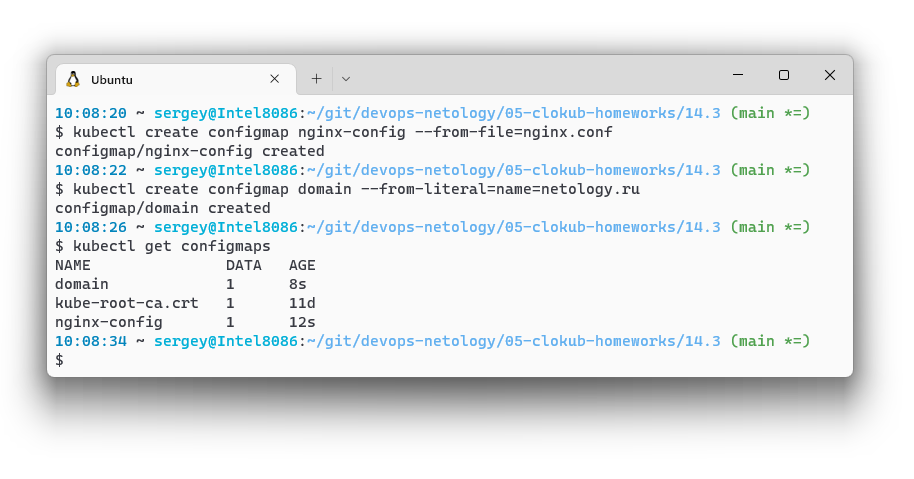 Ubuntu
10:08:20 ~ sergey@Intel8086:~/git/devops-netology/05-clokub-homeworks/14.3 (main *=)
$ kubectl create configmap nginx-config --from-file=nginx.conf
configmap/nginx-config created
10:08:22 ~ sergey@Intel8086:~/git/devops-netology/05-clokub-homeworks/14.3 (main *=)
$ kubectl create configmap domain --from-literal=name=netology.ru
configmap/domain created
10:08:26 ~ sergey@Intel8086:~/git/devops-netology/05-clokub-homeworks/14.3 (main *=)
$ kubectl get configmaps
NAME               DATA   AGE
domain             1      8s
kube-root-ca.crt   1      11d
nginx-config       1      12s
10:08:34 ~ sergey@Intel8086:~/git/devops-netology/05-clokub-homeworks/14.3 (main *=)
$